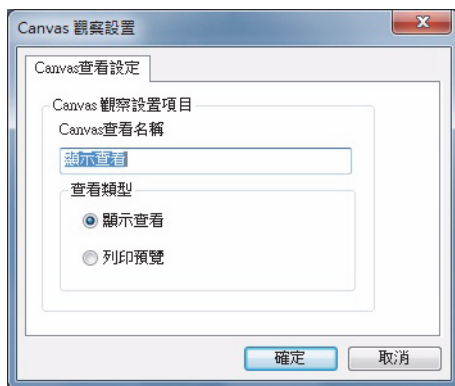 Canvas 觀察設置
Canvas查看設定
Canvas 觀察設置項目
Canvas查看名稱
顯示查看
查看類型
顯示查看
列印預覽
確定
取消